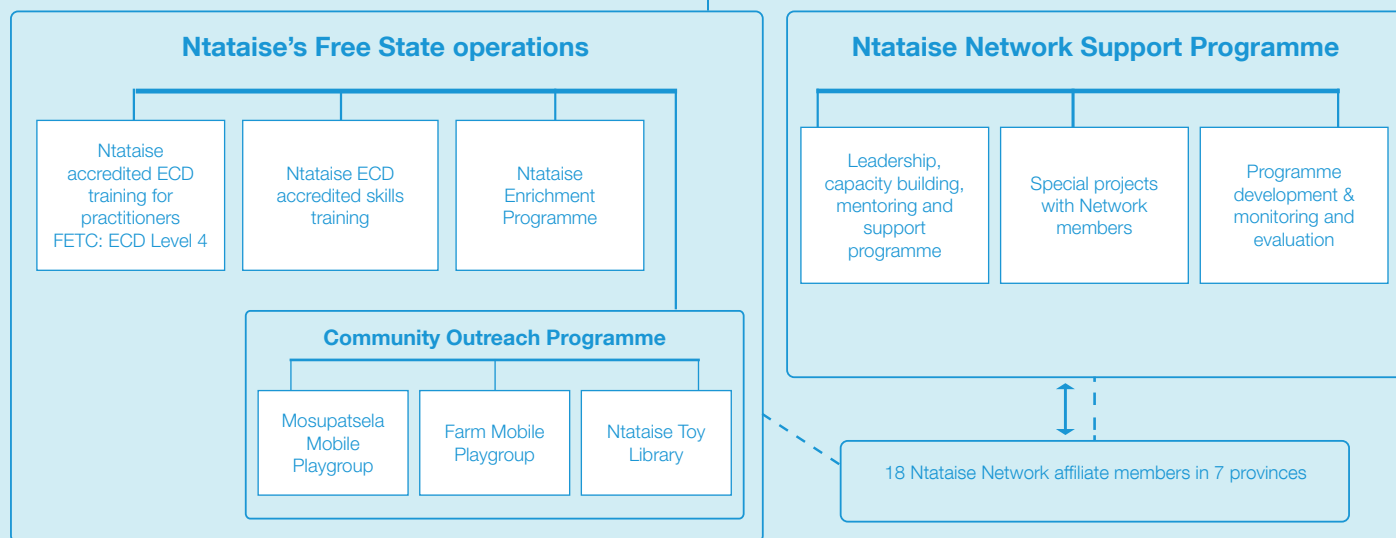 Ntataise's Free State operations
Ntataise
accredited ECD
training for
practitioners
FETC: ECD Level 4
Ntataise ECD
accredited skills
training
Ntataise
Enrichment
Programme
Community Outreach Programme
Mosupatsela
Mobile
Playgroup
Farm Mobile
Playgroup
Ntataise Toy
Library
Ntataise Network Support Programme
Leadership,
capacity building,
mentoring and
support
programme
Special projects
with Network
members
Programme
development &
monitoring and
evaluation
18 Ntataise Network affiliate members in 7 provinces